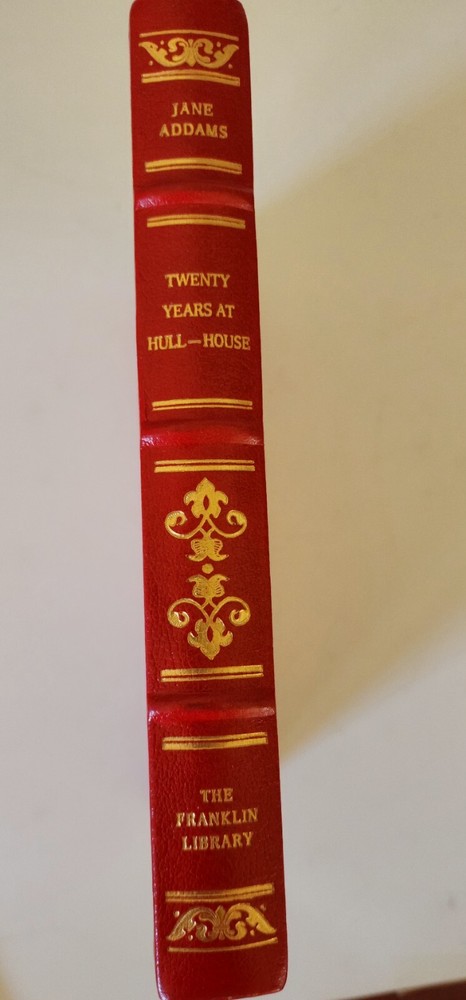 JANE
ADDAMS
TWENTY
YEARS AT
HULL-HOUSE
THE
FRANKLIN
LIBRARY